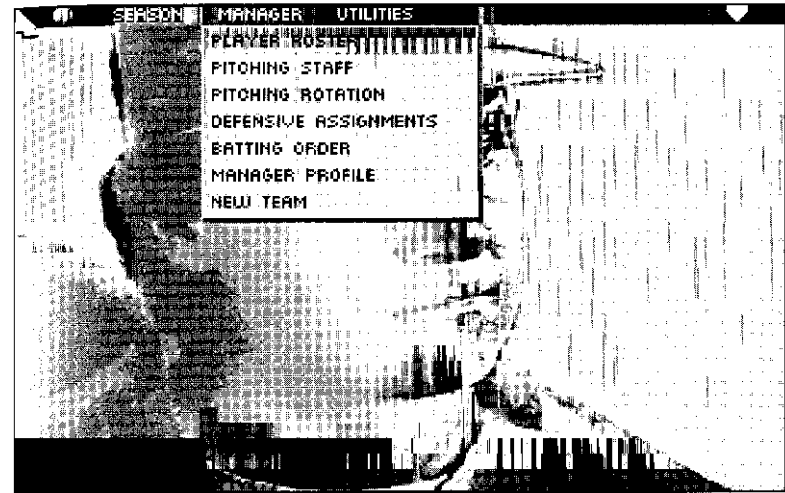 SEASON MANAGER UTILITIES
PLAYER ROSTER
PITCHING STAFF
PITCHING ROTATION
DEFENSIVE ASSIGNMENTS
BATTING ORDER
MANAGER PROFILE
NEW TEAM